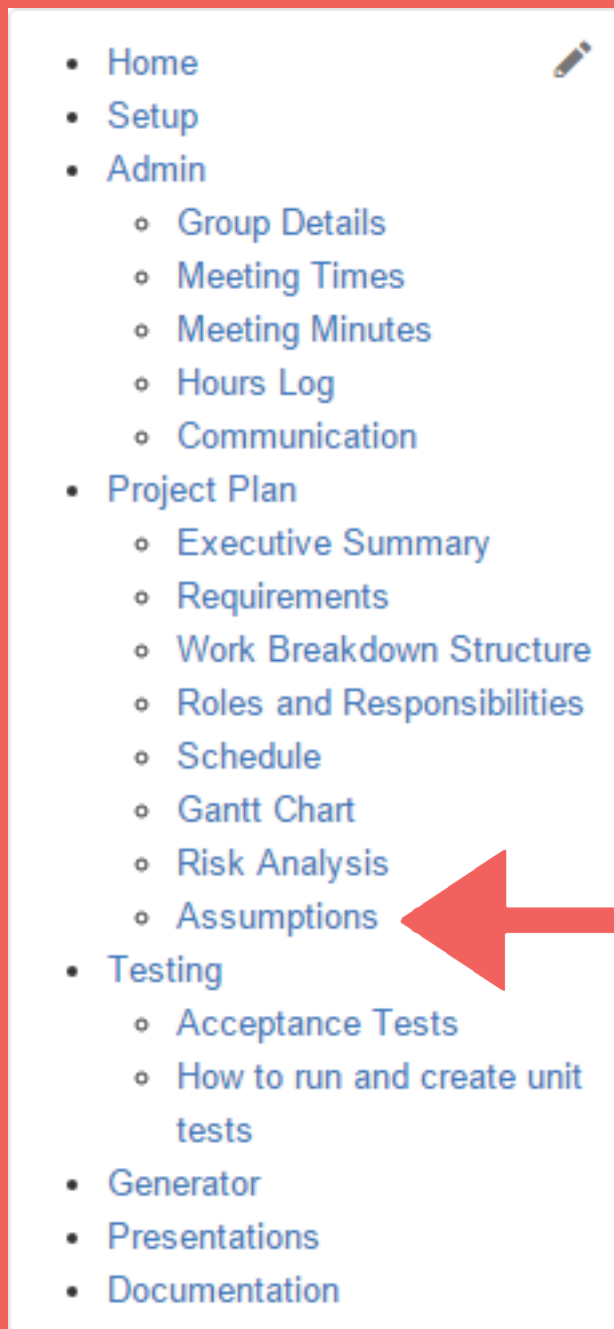 Home
Setup
Admin
Group Details
Meeting Times
Meeting Minutes
Hours Log
Communication
Project Plan
Executive Summary
Requirements
Work Breakdown Structure
Roles and Responsibilities
Schedule
Gantt Chart
Risk Analysis
Assumptions
Testing
Acceptance Tests
How to run and create unit
tests
Generator
Presentations
Documentation